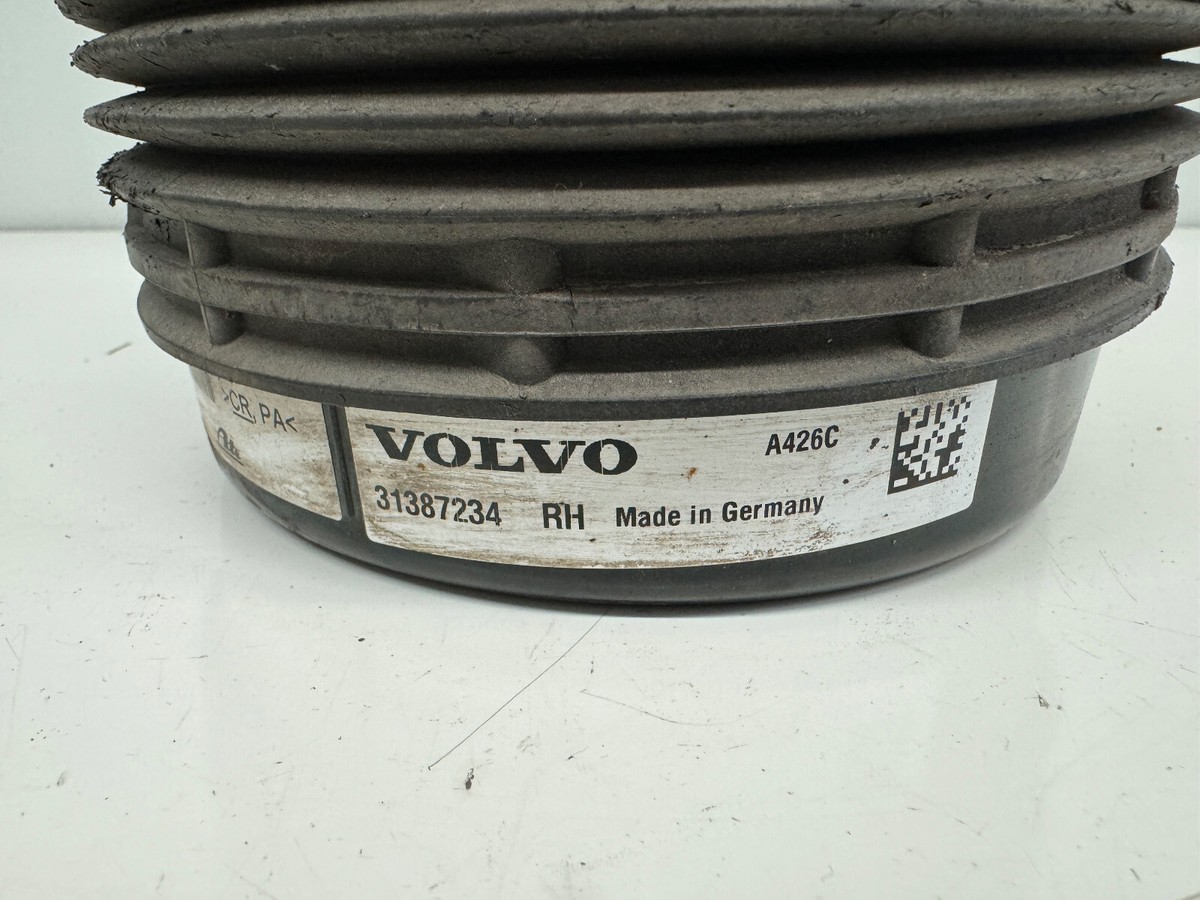 >CR, PA<
VOLVO A426C
31387234 RH Made in Germany